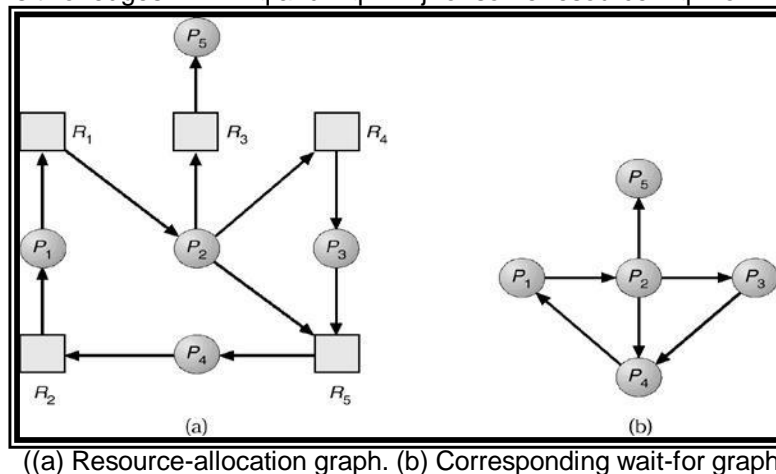 P5
R1 R3 R4
P1 P2 P3
P4
R2 R5
(a)
P5
P1 P2 P3
P4
(b)
((a) Resource-allocation graph. (b) Corresponding wait-for graph